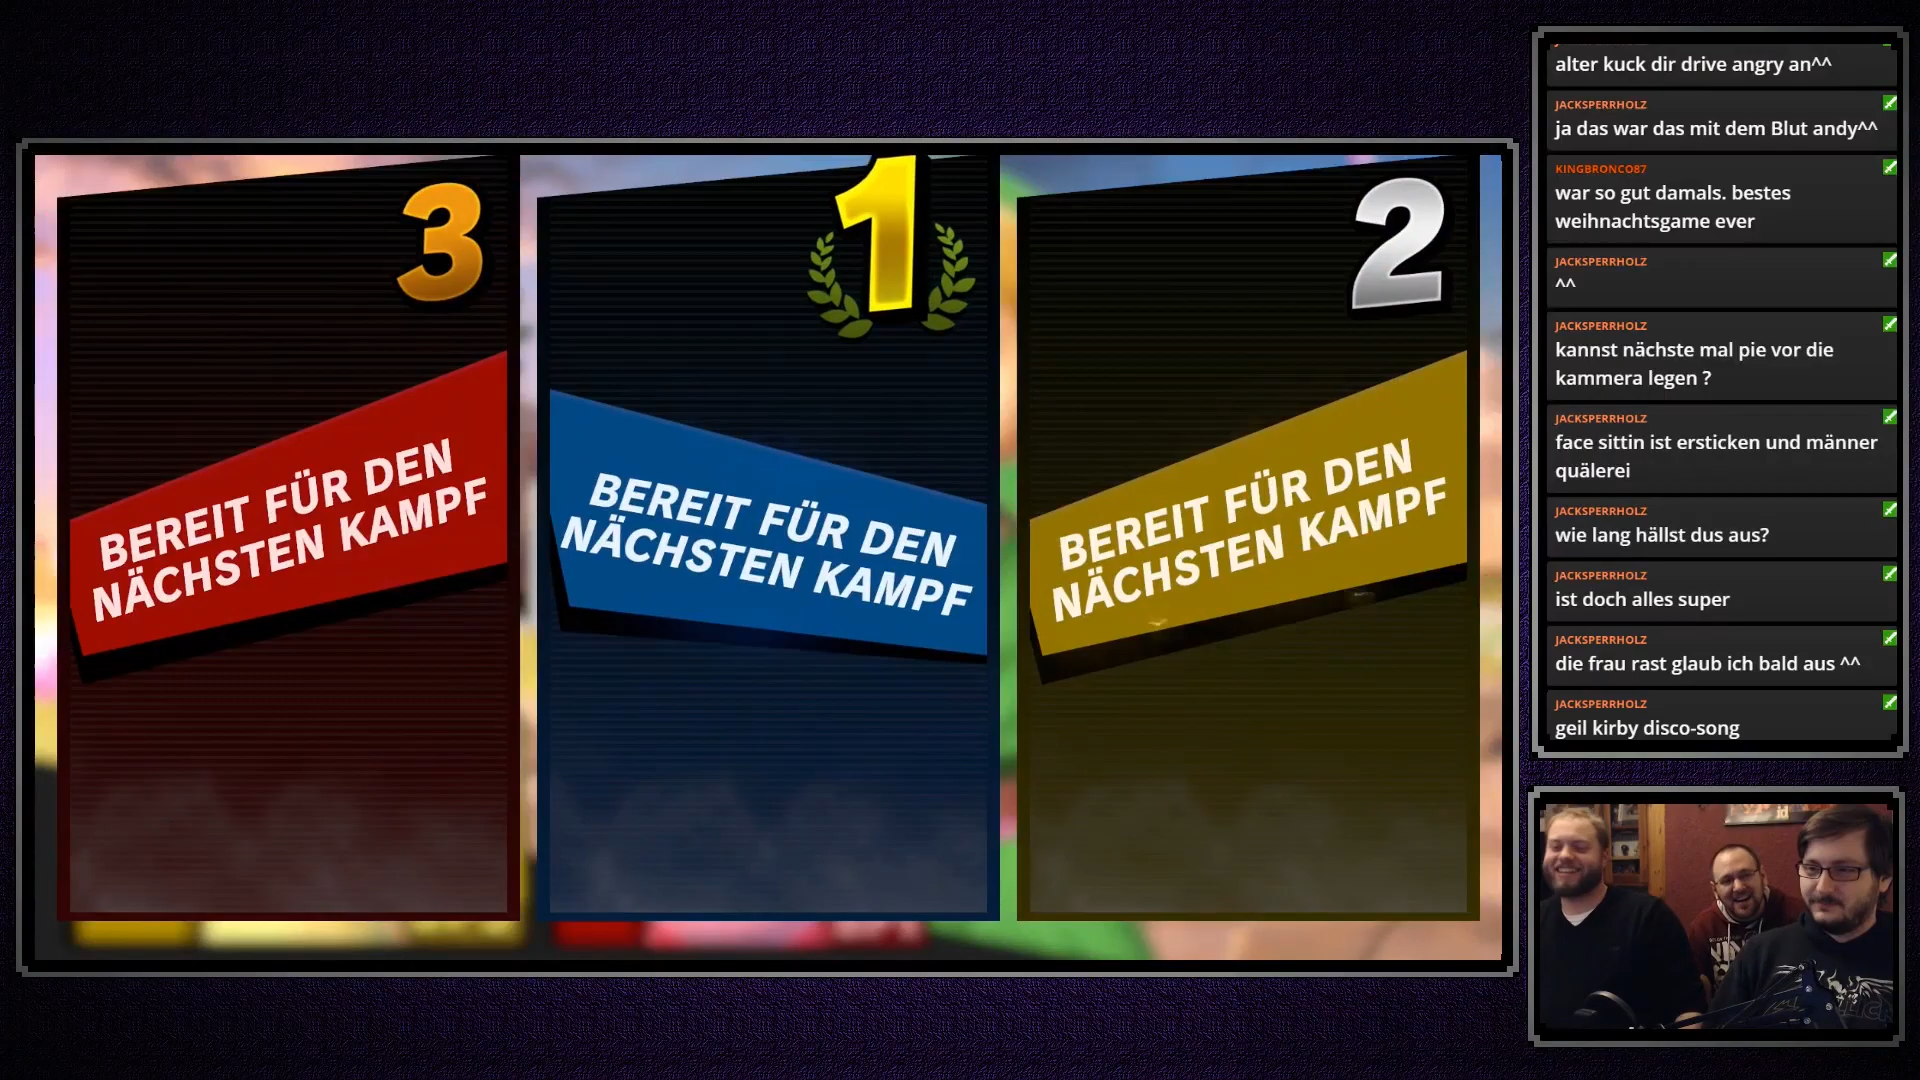 3
BEREIT FÜR DEN
NÄCHSTEN KAMPF
1
BEREIT FÜR DEN
NÄCHSTEN KAMPF
2
BEREIT FÜR DEN
NÄCHSTEN KAMPF
alter kuck dir drive angry an^^
JACKSPERRHOLZ
ja das war das mit dem Blut andy^^
KINGBRONCO87
war so gut damals. bestes
weihnachtsgame ever
JACKSPERRHOLZ
^^
JACKSPERRHOLZ
kannst nächste mal pie vor die
kammera legen ?
JACKSPERRHOLZ
face sittin ist ersticken und männer
quälerei
JACKSPERRHOLZ
wie lang hällst dus aus?
JACKSPERRHOLZ
ist doch alles super
JACKSPERRHOLZ
die frau rast glaub ich bald aus ^^
JACKSPERRHOLZ
geil kirby disco-song